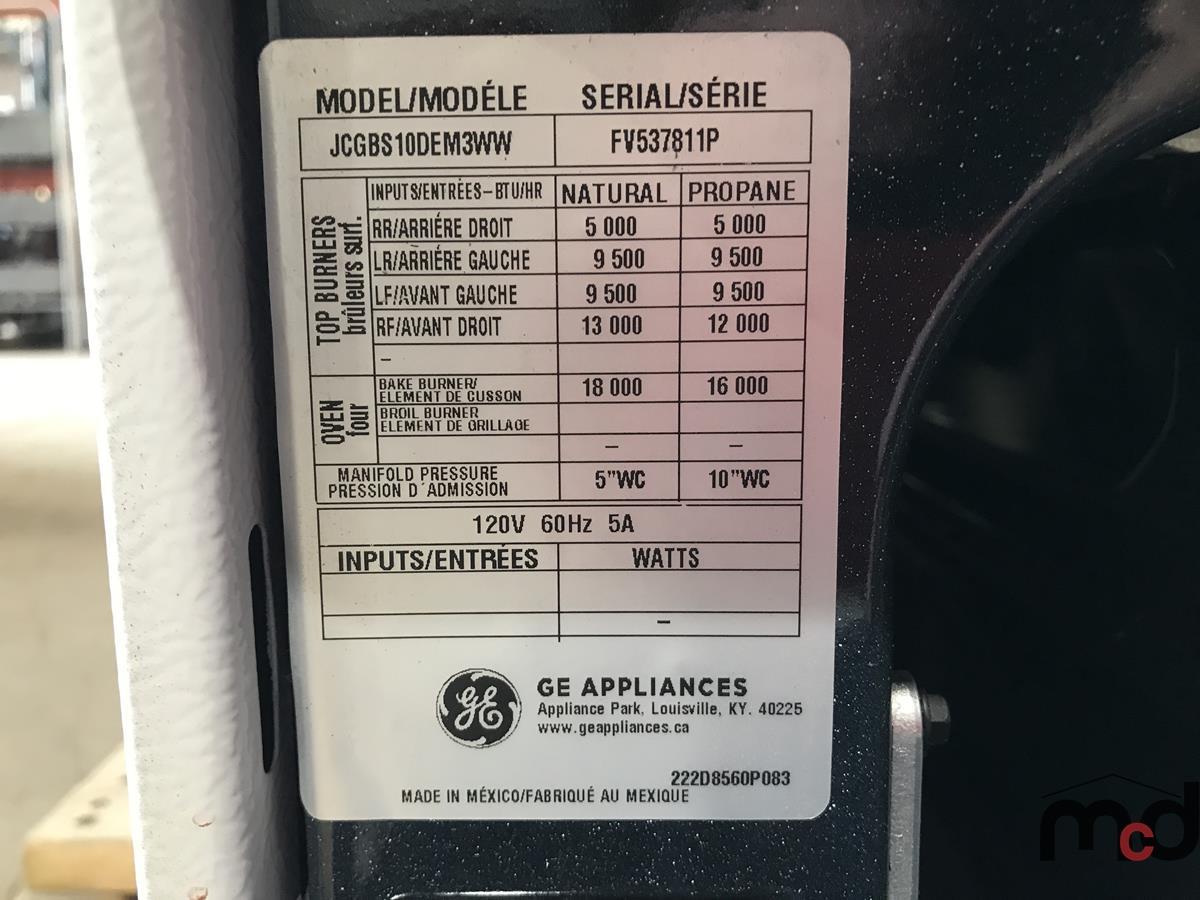 MODEL/MODÉLE SERIAL/SÉRIE
JCGBS10DEM3WW FV537811P
TOP BURNERS
brûleurs surf.
INPUTS/ENTRÉES-BTU/HR NATURAL PROPANE
RR/ARRIÉRE DROIT 5 000 5 000
LR/ARRIÉRE GAUCHE 9 500 9 500
LF/AVANT GAUCHE 9 500 9 500
RF/AVANT DROIT 13 000 12 000
–
OVEN
four
BAKE BURNER/
ELEMENT DE CUSSON 18 000 16 000
BROIL BURNER
ELEMENT DE GRILLAGE
– –
MANIFOLD PRESSURE
PRESSION D´ADMISSION 5"WC 10"WC
120V 60Hz 5A
INPUTS/ENTRÉES WATTS
–
GE
GE APPLIANCES
Appliance Park, Louisville, KY. 40225
www.geappliances.ca
222D8560P083
MADE IN MÉXICO/FABRIQUÉ AU MEXIQUE
mcd